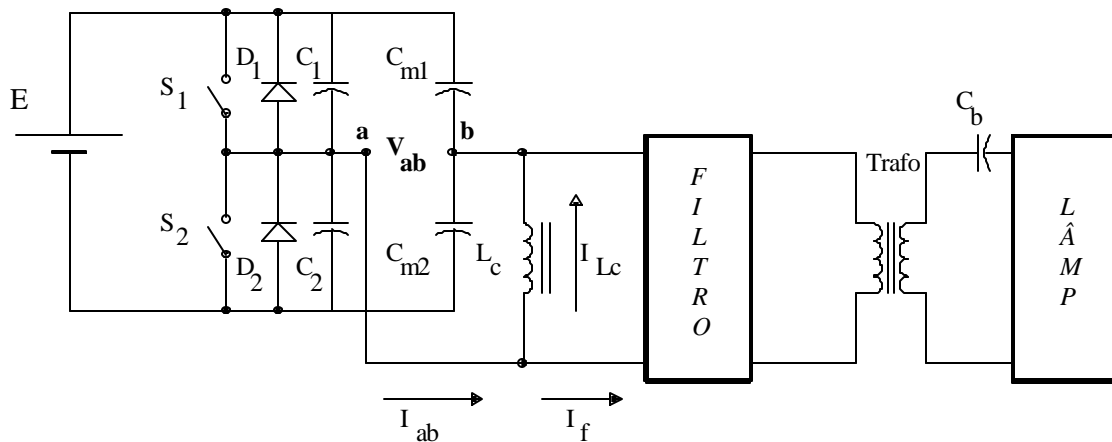 E
S1
D1
C1
Cm1
a
Vab
b
S2
D2
C2
Cm2
Lc
ILc
FILTRO
Trafo
Cb
LÂMP
Iab
If